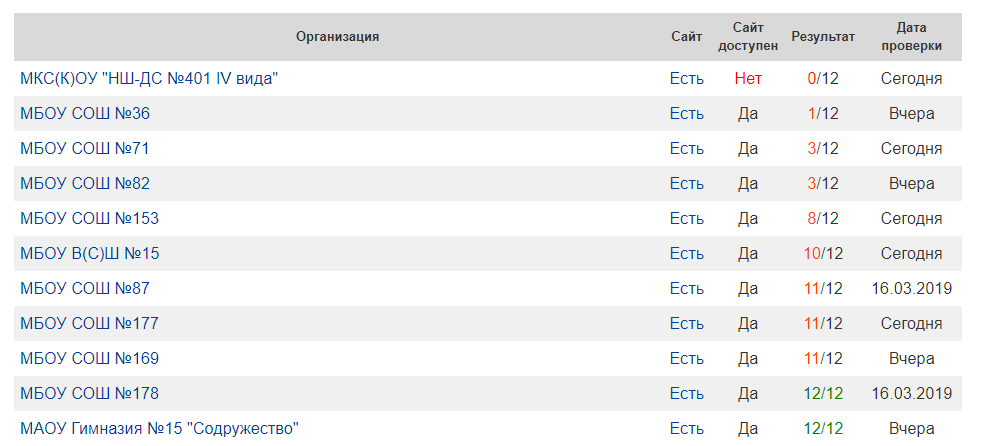 Организация Сайт Сайт доступен Результат Дата проверки
МКС(К)ОУ "НШ-ДС №401 IV вида" Есть Нет 0/12 Сегодня
МБОУ СОШ №36 Есть Да 1/12 Вчера
МБОУ СОШ №71 Есть Да 3/12 Сегодня
МБОУ СОШ №82 Есть Да 3/12 Вчера
МБОУ СОШ №153 Есть Да 8/12 Сегодня
МБОУ В(С)Ш №15 Есть Да 10/12 Сегодня
МБОУ СОШ №87 Есть Да 11/12 16.03.2019
МБОУ СОШ №177 Есть Да 11/12 Сегодня
МБОУ СОШ №169 Есть Да 11/12 Вчера
МБОУ СОШ №178 Есть Да 12/12 16.03.2019
МАОУ Гимназия №15 "Содружество" Есть Да 12/12 Вчера